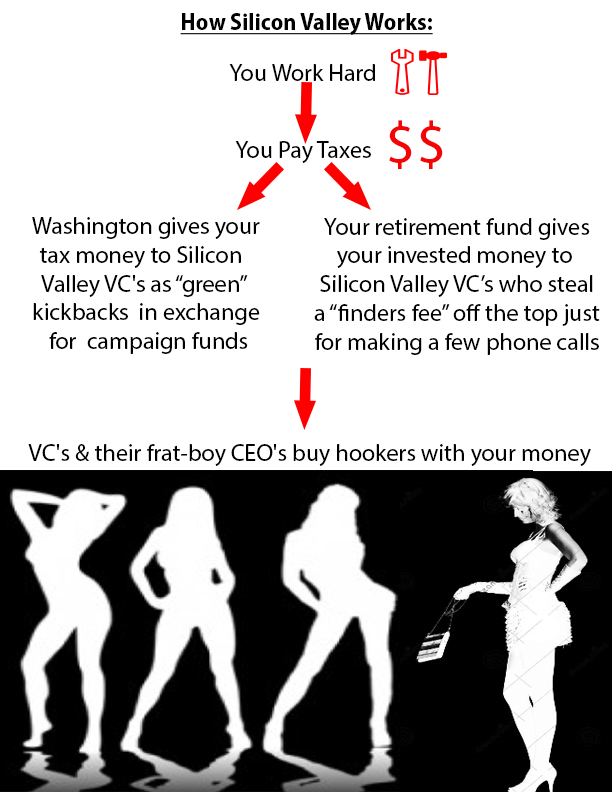 How Silicon Valley Works:
You Work Hard
You Pay Taxes $$
Washington gives your
tax money to Silicon
Valley VC's as “green”
kickbacks in exchange
for campaign funds
Your retirement fund gives
your invested money to
Silicon Valley VC’s who steal
a “finders fee” off the top just
for making a few phone calls
VC's & their frat-boy CEO's buy hookers with your money